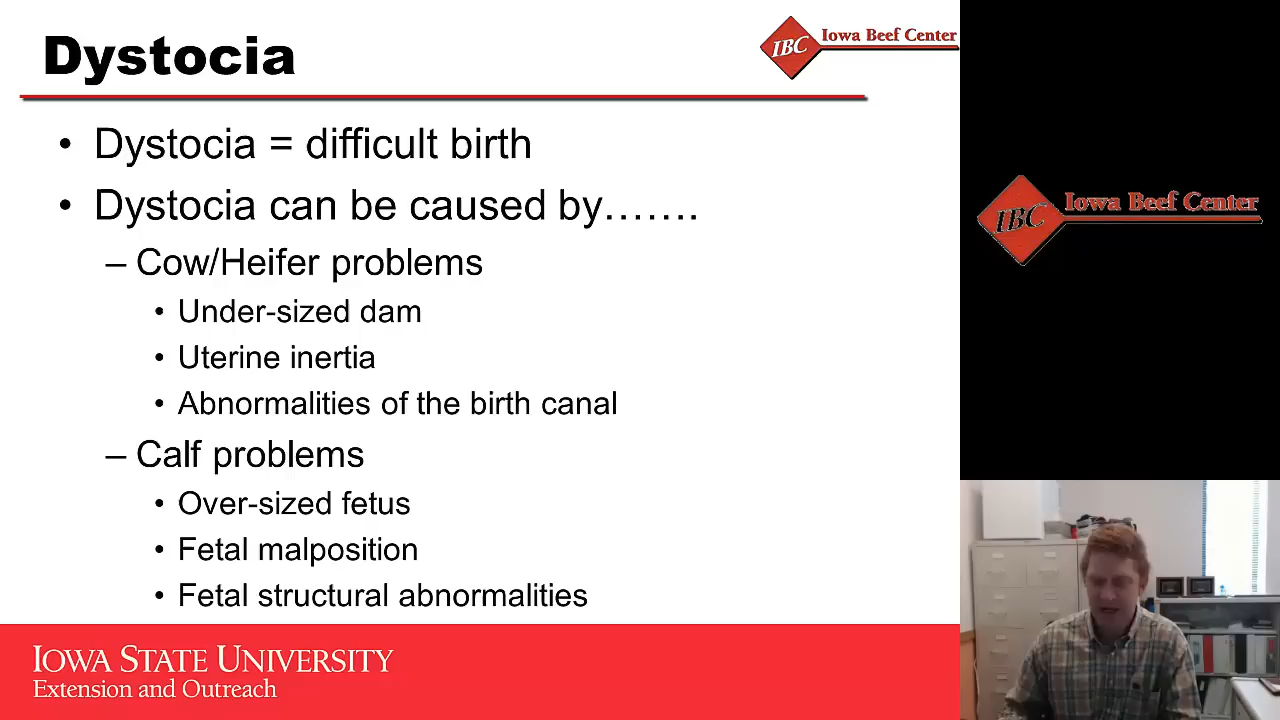 Dystocia
IBC Iowa Beef Center
• Dystocia = difficult birth
• Dystocia can be caused by…….
– Cow/Heifer problems
• Under-sized dam
• Uterine inertia
• Abnormalities of the birth canal
– Calf problems
• Over-sized fetus
• Fetal malposition
• Fetal structural abnormalities
IOWA STATE UNIVERSITY
Extension and Outreach
IBC Iowa Beef Center